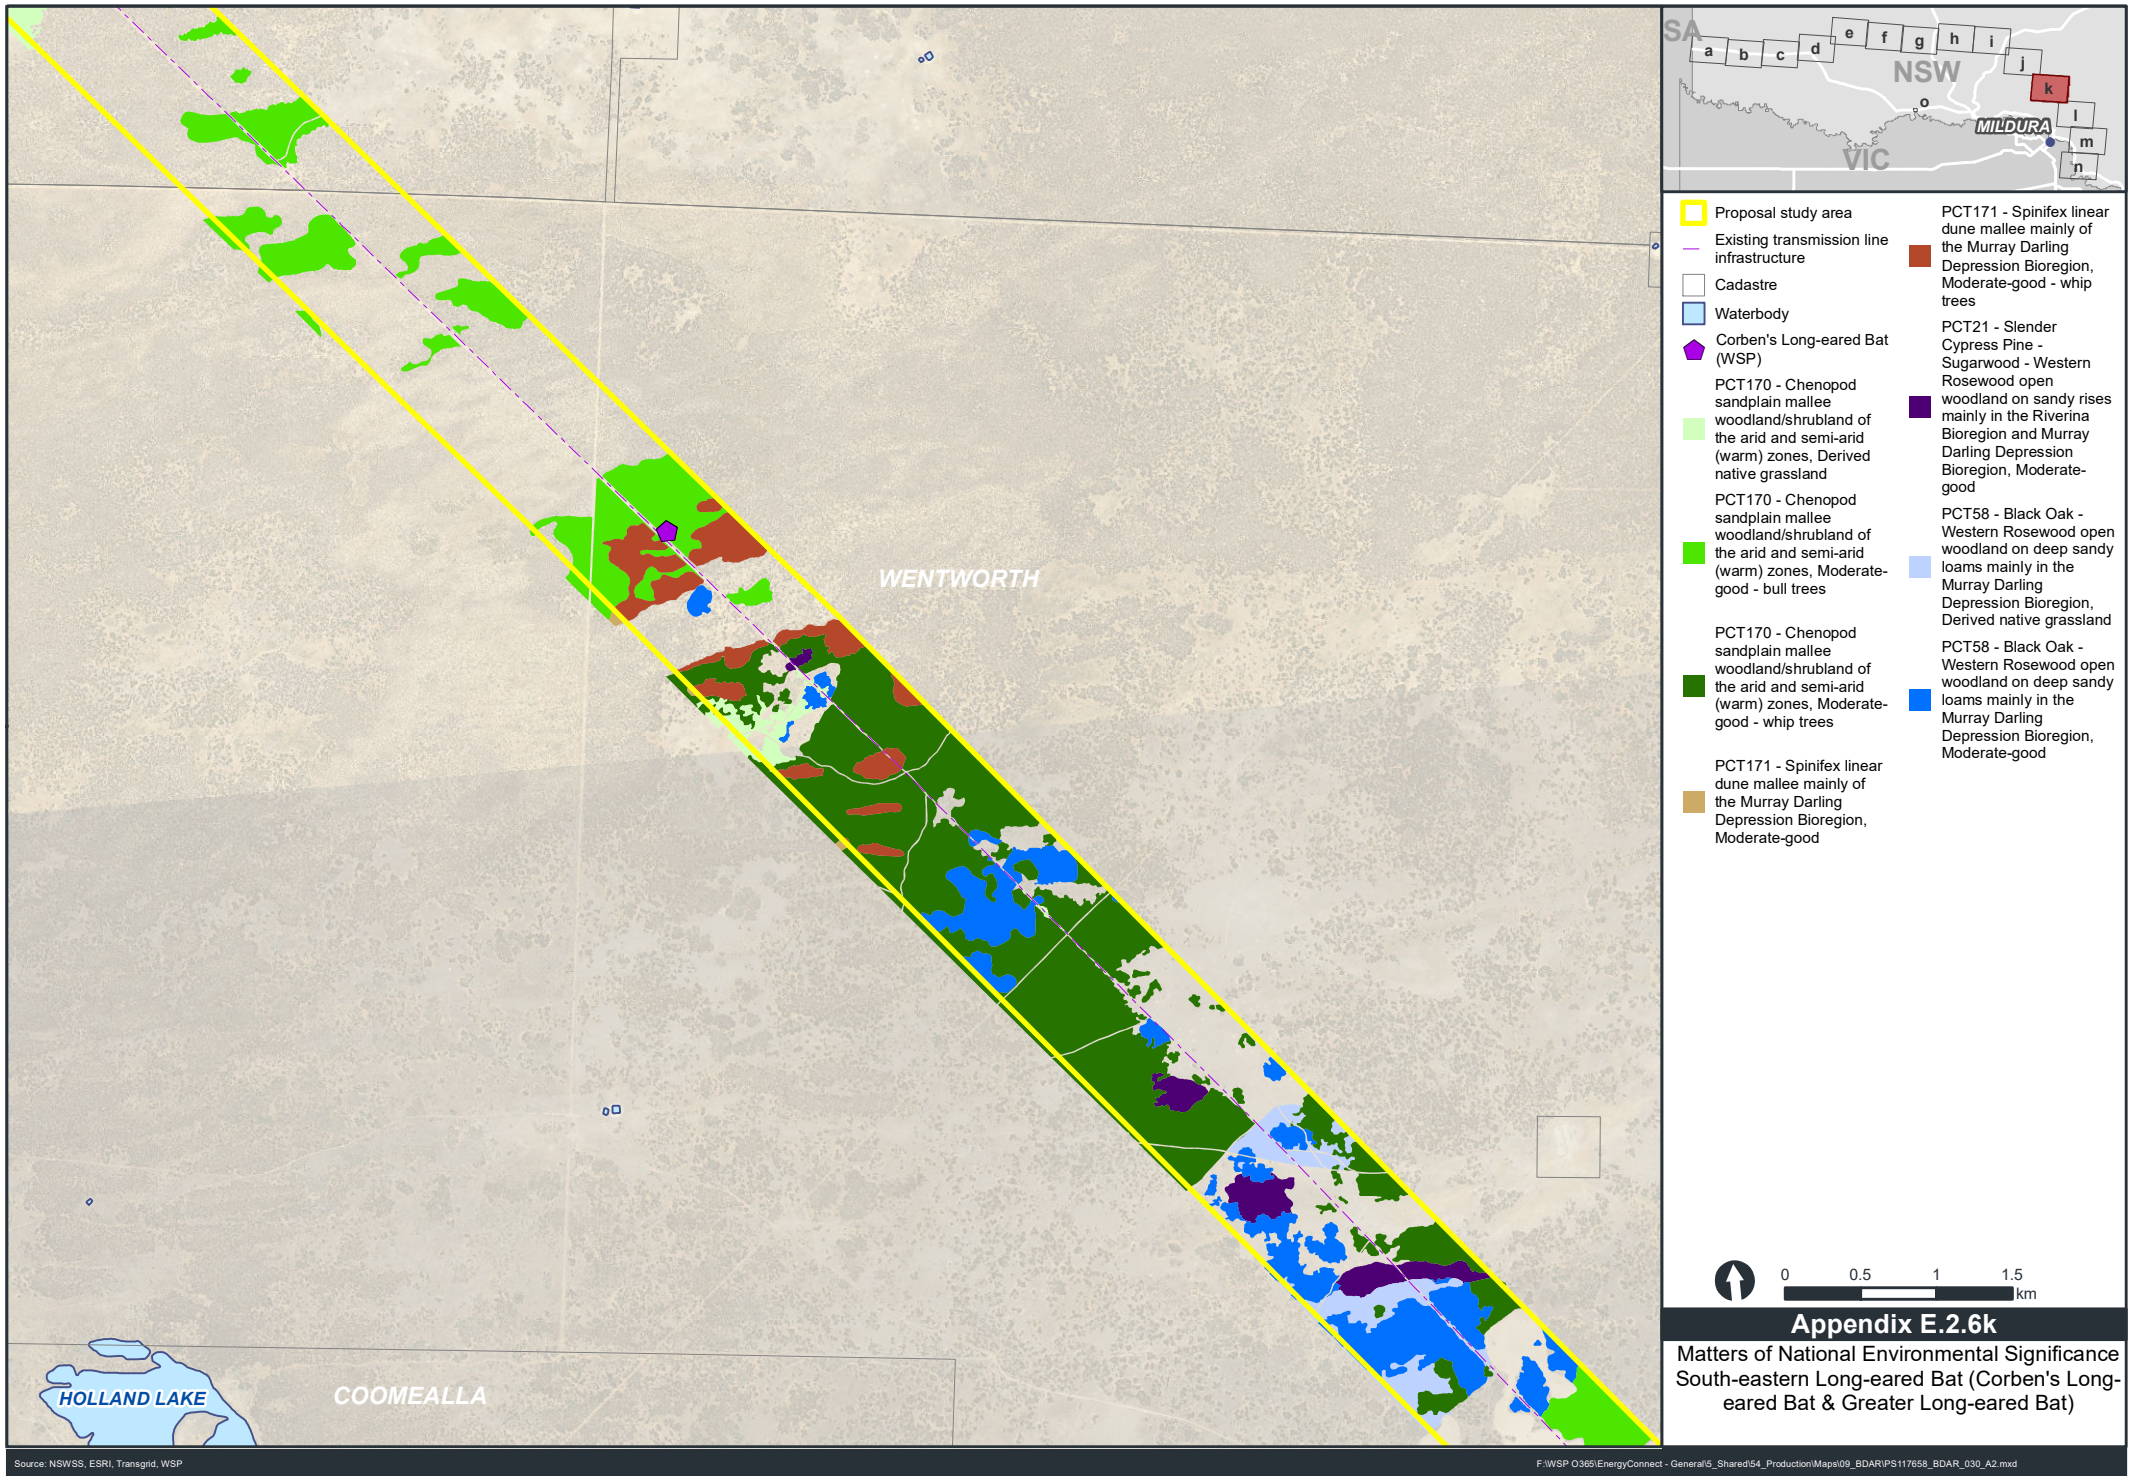 WENTWORTH
HOLLAND LAKE
COOMEALLA
SA
a
b
c
d
e
f
g
h
i
j
k
l
m
n
o
NSW
MILDURA
VIC
Proposal study area
Existing transmission line
infrastructure
Cadastre
Waterbody
Corben's Long-eared Bat
(WSP)
PCT170 - Chenopod
sandplain mallee
woodland/shrubland of
the arid and semi-arid
(warm) zones, Derived
native grassland
PCT170 - Chenopod
sandplain mallee
woodland/shrubland of
the arid and semi-arid
(warm) zones, Moderate-
good - bull trees
PCT170 - Chenopod
sandplain mallee
woodland/shrubland of
the arid and semi-arid
(warm) zones, Moderate-
good - whip trees
PCT171 - Spinifex linear
dune mallee mainly of
the Murray Darling
Depression Bioregion,
Moderate-good
PCT171 - Spinifex linear
dune mallee mainly of
the Murray Darling
Depression Bioregion,
Moderate-good - whip
trees
PCT21 - Slender
Cypress Pine -
Sugarwood - Western
Rosewood open
woodland on sandy rises
mainly in the Riverina
Bioregion and Murray
Darling Depression
Bioregion, Moderate-
good
PCT58 - Black Oak -
Western Rosewood open
woodland on deep sandy
loams mainly in the
Murray Darling
Depression Bioregion,
Derived native grassland
PCT58 - Black Oak -
Western Rosewood open
woodland on deep sandy
loams mainly in the
Murray Darling
Depression Bioregion,
Moderate-good
0 0.5 1 1.5
km
Appendix E.2.6k
Matters of National Environmental Significance
South-eastern Long-eared Bat (Corben's Long-
eared Bat & Greater Long-eared Bat)
Source: NSWSS, ESRI, Transgrid, WSP
F:\WSP O365\EnergyConnect - General\5_Shared\54_Production\Maps\09_BDAR\PS117658_BDAR_030_A2.mxd